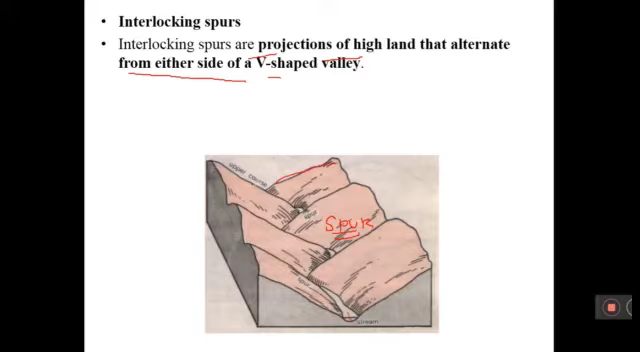 • Interlocking spurs
• Interlocking spurs are projections of high land that alternate
from either side of a V-shaped valley.
upper course
spur
SPUR
spur
stream